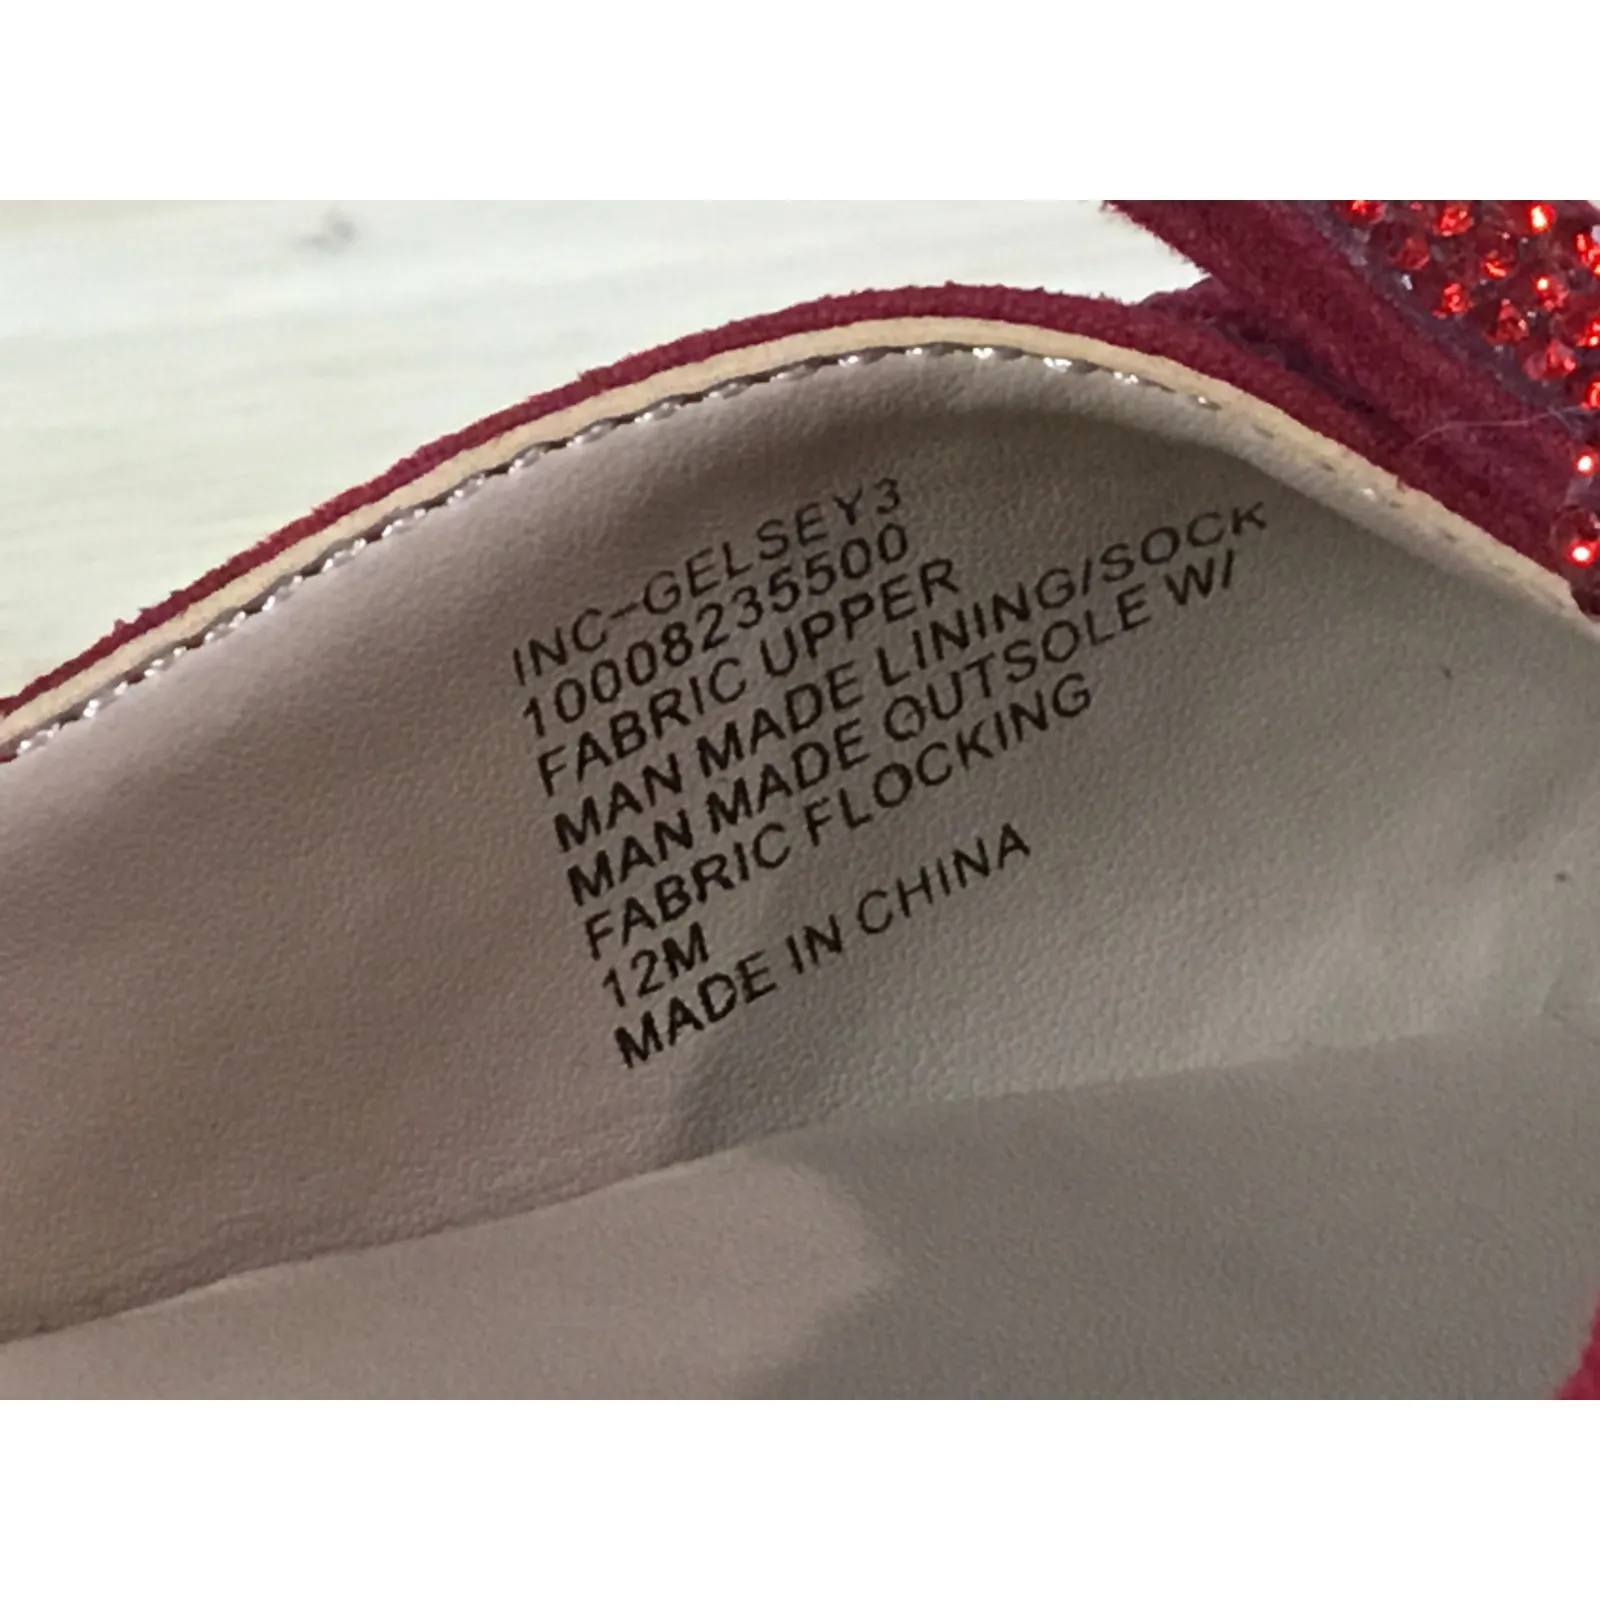 INC-GELSEY3
10008235500
FABRIC UPPER
MAN MADE LINING/SOCK
MAN MADE OUTSOLE W/
FABRIC FLOCKING
12M
MADE IN CHINA